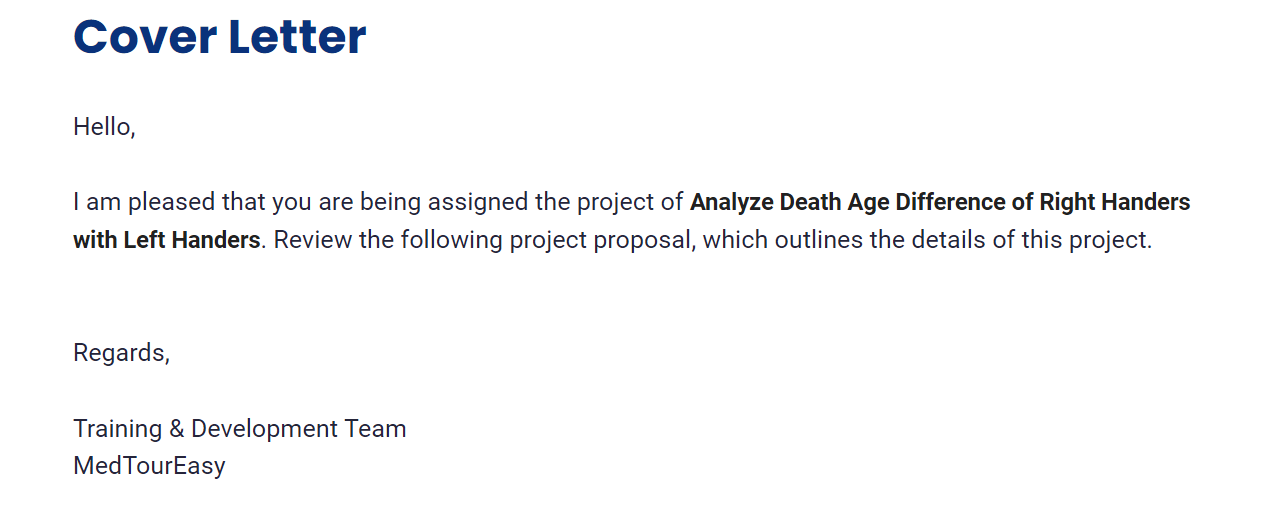 Cover Letter
Hello,
I am pleased that you are being assigned the project of Analyze Death Age Difference of Right Handers
with Left Handers. Review the following project proposal, which outlines the details of this project.
Regards,
Training & Development Team
MedTourEasy